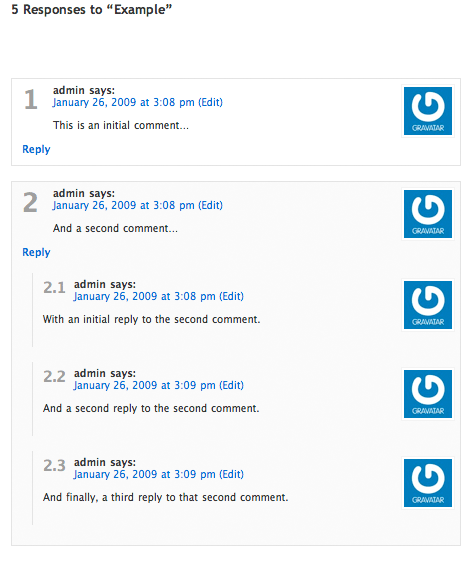 5 Responses to “Example”
1
admin says:
January 26, 2009 at 3:08 pm (Edit)
GRAVATAR
This is an initial comment...
Reply
2
admin says:
January 26, 2009 at 3:08 pm (Edit)
GRAVATAR
And a second comment...
Reply
2.1
admin says:
January 26, 2009 at 3:08 pm (Edit)
GRAVATAR
With an initial reply to the second comment.
2.2
admin says:
January 26, 2009 at 3:09 pm (Edit)
GRAVATAR
And a second reply to the second comment.
2.3
admin says:
January 26, 2009 at 3:09 pm (Edit)
GRAVATAR
And finally, a third reply to that second comment.